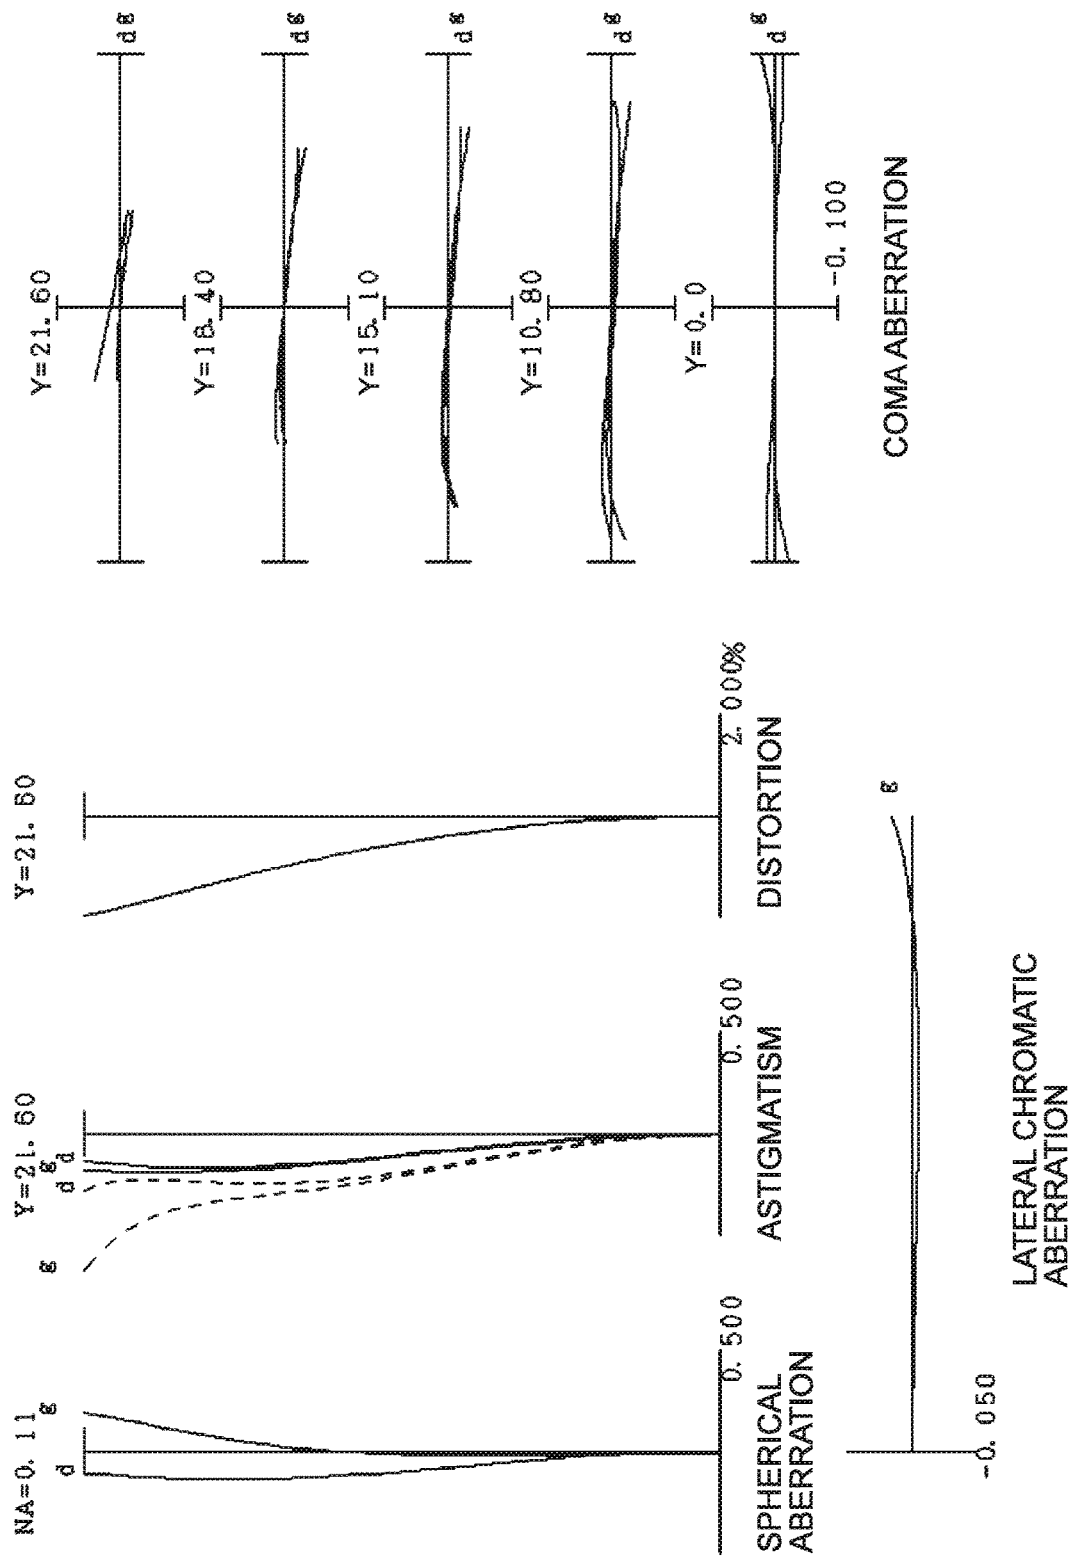 NA=0. 11
d
g
0. 500
SPHERICAL
ABERRATION
Y=21. 60
g
d
g
d
0. 500
ASTIGMATISM
Y=21. 60
2. 000%
DISTORTION
g
-0. 050
LATERAL CHROMATIC
ABERRATION
Y=21. 60
d g
Y=18. 40
d g
Y=15. 10
d g
Y=10. 80
d g
Y=0. 0
d g
-0. 100
COMA ABERRATION